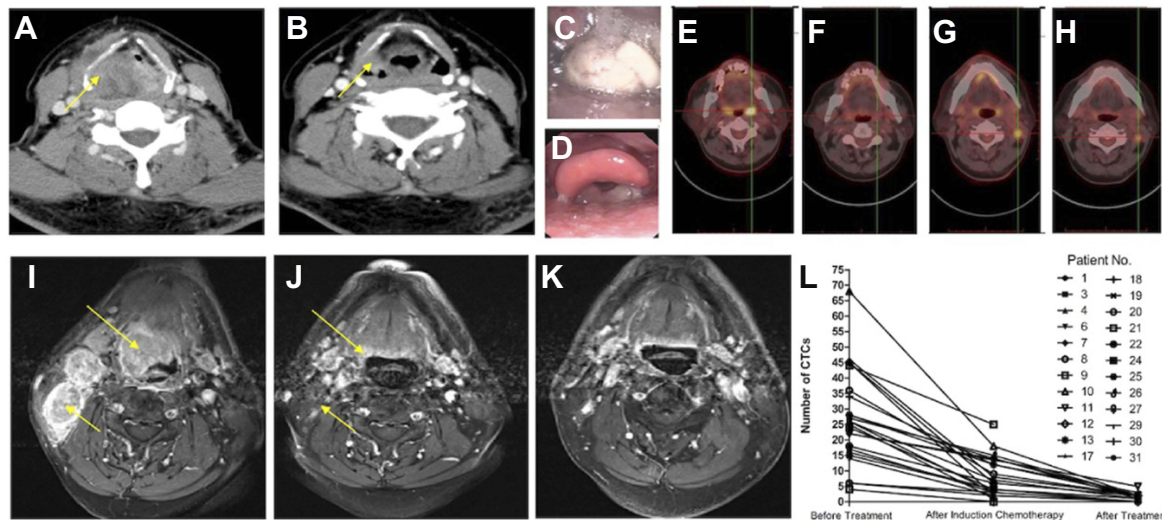 A
B
C
D
E
F
G
H
I
J
K
L
Patient No.
1 18
3 19
4 20
6 21
7 22
8 24
9 25
10 26
11 27
12 29
13 30
17 31
Number of CTCs
75
70
65
60
55
50
45
40
35
30
25
20
15
10
5
0
Before Treatment After Induction Chemotherapy After Treatmen